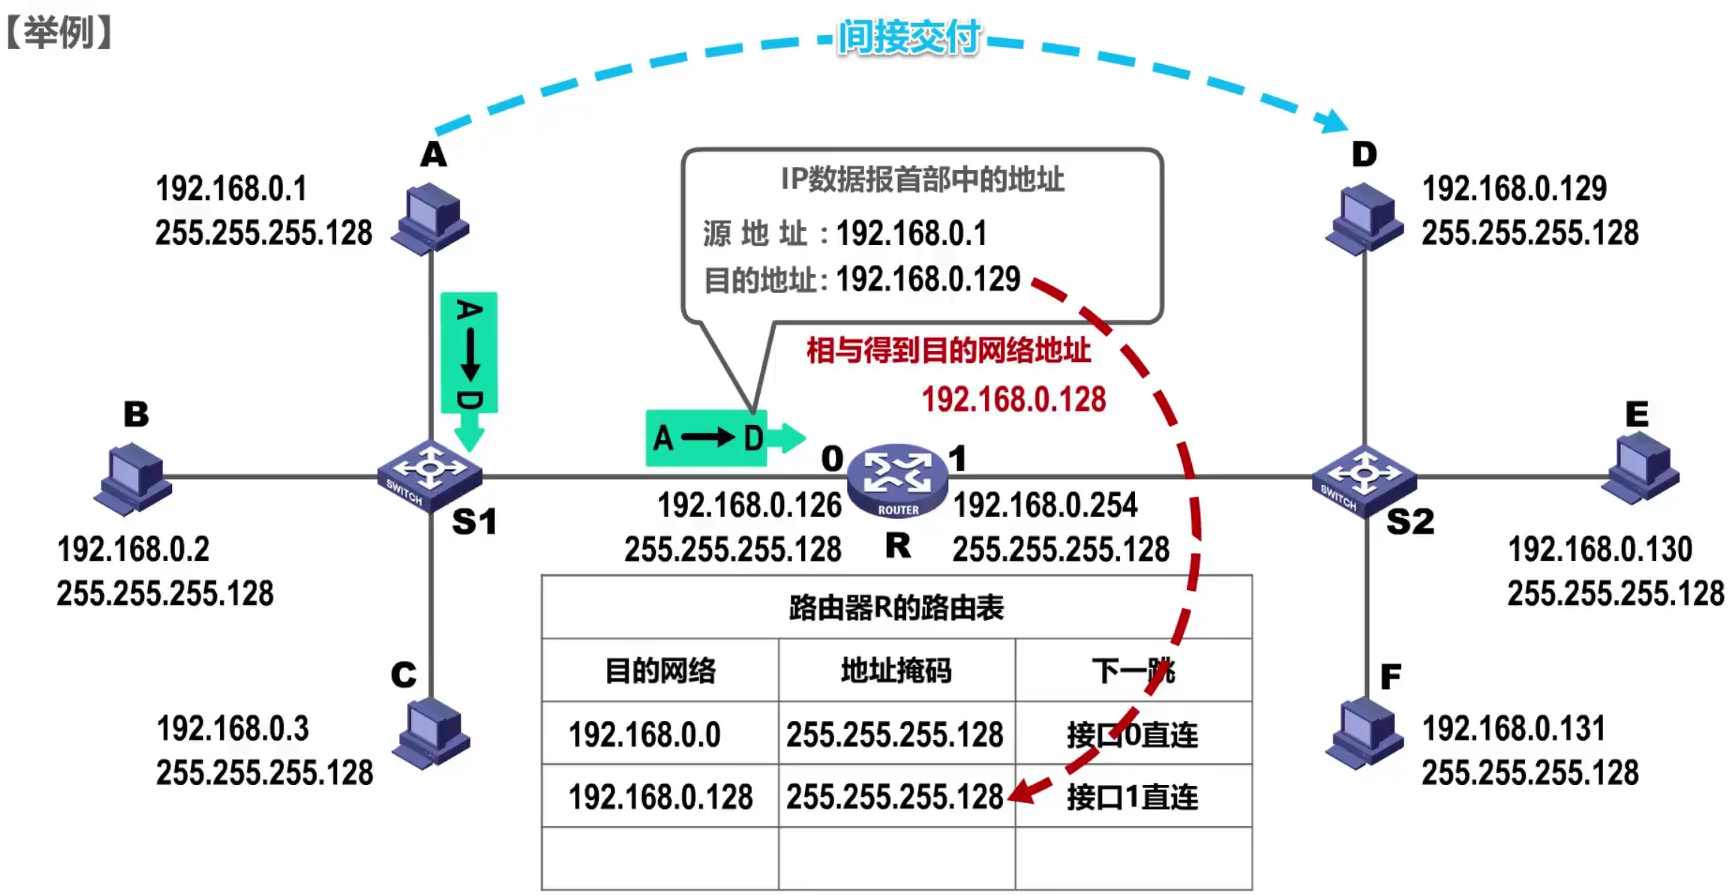 【举例】
间接交付
A
192.168.0.1
255.255.255.128
D
192.168.0.129
255.255.255.128
IP数据报首部中的地址
源地址：192.168.0.1
目的地址：192.168.0.129
相与得到目的网络地址
192.168.0.128
A→D
A→D
B
192.168.0.2
255.255.255.128
SWITCH
S1
0
1
192.168.0.126
255.255.255.128
ROUTER
R
192.168.0.254
255.255.255.128
SWITCH
S2
E
192.168.0.130
255.255.255.128
C
192.168.0.3
255.255.255.128
F
192.168.0.131
255.255.255.128
路由器R的路由表
目的网络 地址掩码 下一跳
192.168.0.0 255.255.255.128 接口0直连
192.168.0.128 255.255.255.128 接口1直连